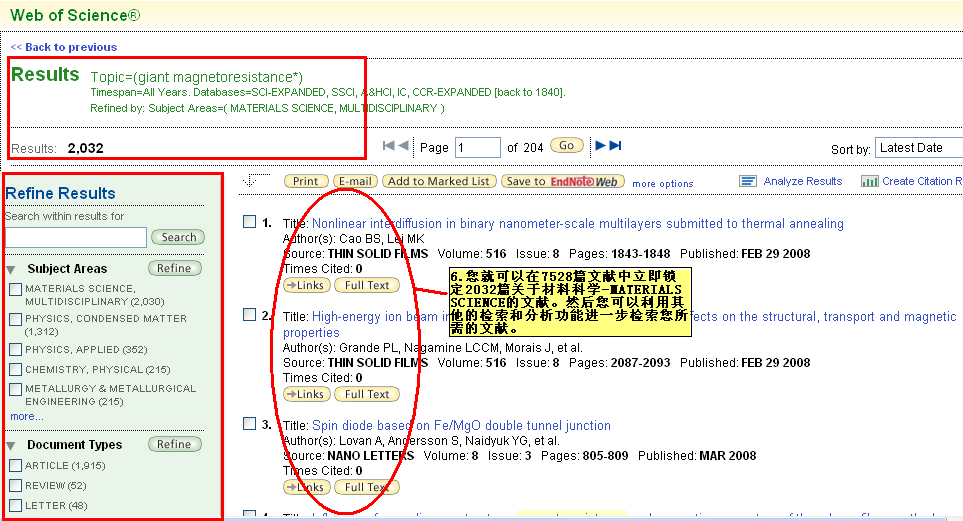 Web of Science®
<< Back to previous
Results Topic=(giant magnetoresistance*)
Timespan=All Years. Databases=SCI-EXPANDED, SSCI, A&HCI, IC, CCR-EXPANDED [back to 1840].
Refined by: Subject Areas=( MATERIALS SCIENCE, MULTIDISCIPLINARY )
Results: 2,032
Page 1 of 204 Go
Sort by: Latest Date
Refine Results
Search within results for
Search
Subject Areas Refine
MATERIALS SCIENCE,
MULTIDISCIPLINARY (2,030)
PHYSICS, CONDENSED MATTER
(1,312)
PHYSICS, APPLIED (352)
CHEMISTRY, PHYSICAL (215)
METALLURGY & METALLURGICAL
ENGINEERING (215)
more...
Document Types Refine
ARTICLE (1,915)
REVIEW (52)
LETTER (48)
Print E-mail Add to Marked List Save to EndNote Web more options
Analyze Results Create Citation R
1. Title: Nonlinear interdiffusion in binary nanometer-scale multilayers submitted to thermal annealing
Author(s): Cao BS, Lei MK
Source: THIN SOLID FILMS Volume: 516 Issue: 8 Pages: 1843-1848 Published: FEB 29 2008
Times Cited: 0
Links Full Text
6.您就可以在7528篇文献中立即锁
定2032篇关于材料科学-MATERIALS
SCIENCE的文献。然后您可以利用其
他的检索和分析功能进一步检索您所
需的文献。
2. Title: High-energy ion beam in ects on the structural, transport and magnetic
properties
Author(s): Grande PL, Nagamine LCCM, Morais J, et al.
Source: THIN SOLID FILMS Volume: 516 Issue: 8 Pages: 2087-2093 Published: FEB 29 2008
Times Cited: 0
Links Full Text
3. Title: Spin diode based on Fe/MgO double tunnel junction
Author(s): Lovan A, Andersson S, Naidyuk YG, et al.
Source: NANO LETTERS Volume: 8 Issue: 3 Pages: 805-809 Published: MAR 2008
Times Cited: 0
Links Full Text